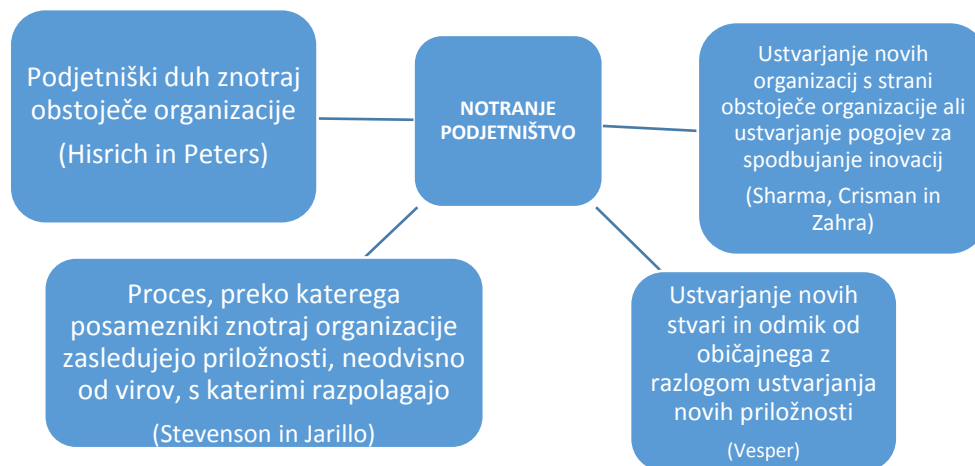 Podjetniški duh znotraj
obstoječe organizacije
(Hisrich in Peters)
NOTRANJE
PODJETNIŠTVO
Ustvarjanje novih
organizacij s strani
obstoječe organizacije ali
ustvarjanje pogojev za
spodbujanje inovacij
(Sharma, Crisman in
Zahra)
Proces, preko katerega
posamezniki znotraj organizacije
zasledujejo priložnosti, neodvisno
od virov, s katerimi razpolagajo
(Stevenson in Jarillo)
Ustvarjanje novih
stvari in odmik od
običajnega z
razlogom ustvarjanja
novih priložnosti
(Vesper)